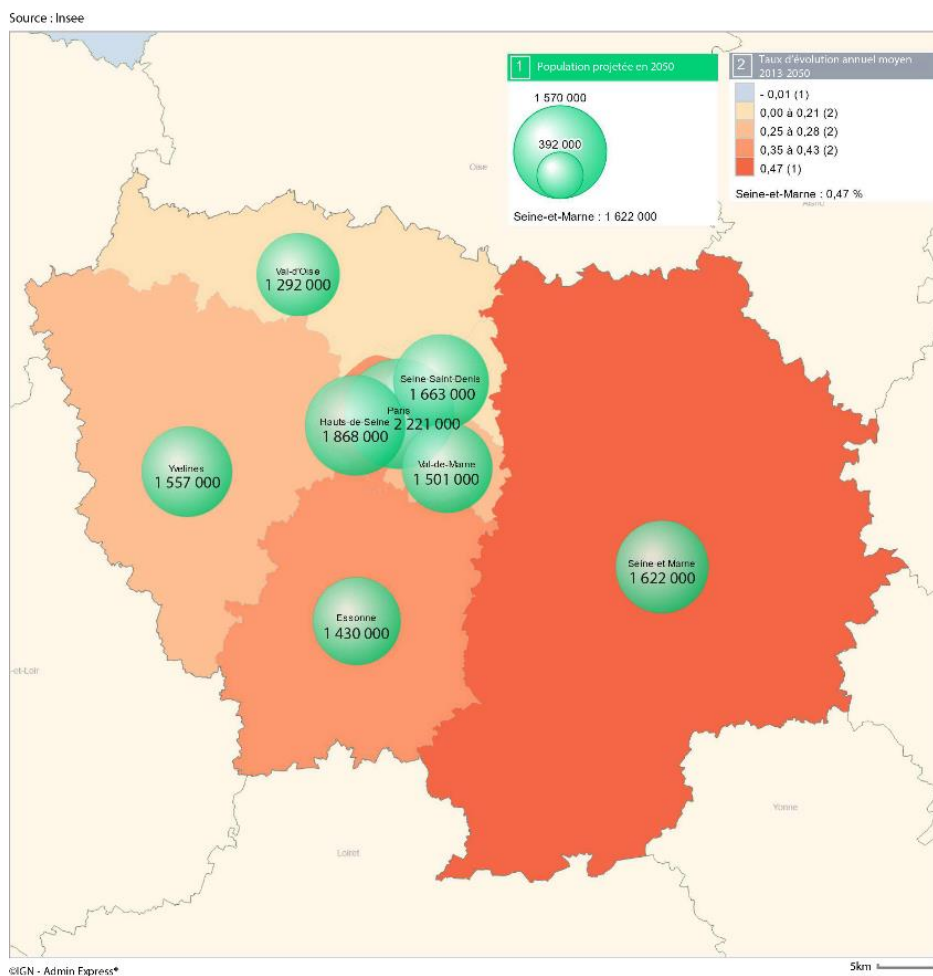 Source : Insee
1 Population projetée en 2050
1 570 000
392 000
Seine-et-Marne : 1 622 000
2 Taux d'évolution annuel moyen
2013-2050
- 0,01 (1)
0,00 à 0,21 (2)
0,25 à 0,28 (2)
0,35 à 0,43 (2)
0,47 (1)
Seine-et-Marne : 0,47 %
Oise
Val-d'Oise
1 292 000
Seine Saint-Denis
1 663 000
Paris
2 221 000
Hauts-de-Seine
1 868 000
Val-de-Marne
1 501 000
Yvelines
1 557 000
Seine-et Marne
1 622 000
Essonne
1 430 000
-et-Loir
Yonne
Loiret
©IGN - Admin Express*
5km